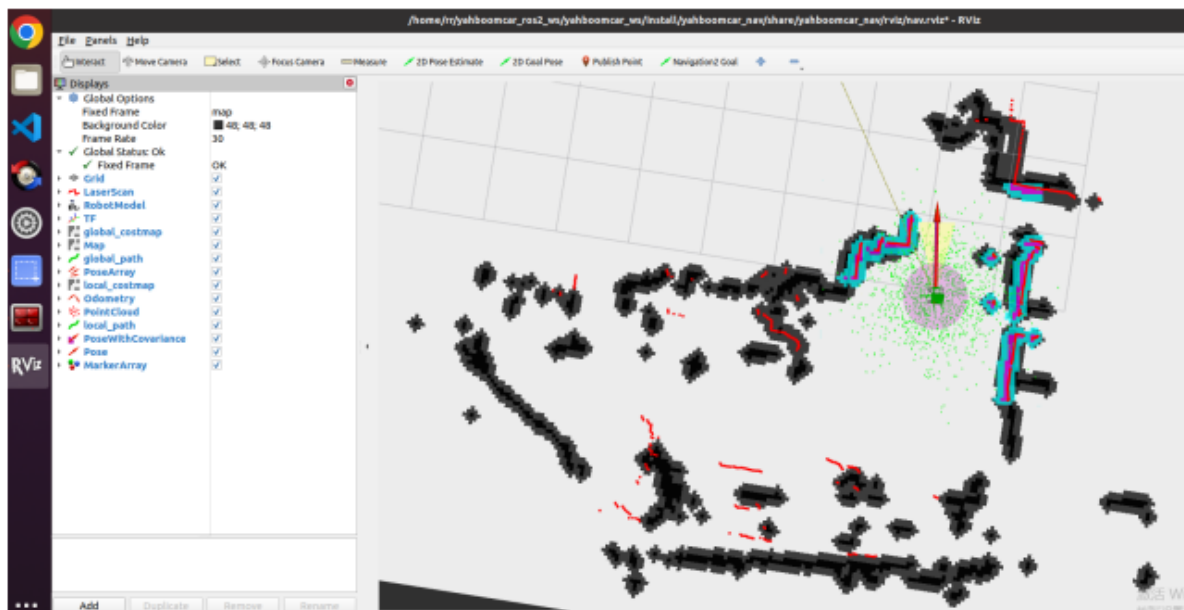 /home/rr/yahboomcar_ros2_ws/yahboomcar_ws/install/yahboomcar_nav/share/yahboomcar_nav/rviz/nav.rviz* - RViz
File Panels Help
Interact Move Camera Select Focus Camera Measure 2D Pose Estimate 2D Goal Pose Publish Point Navigation2 Goal
Displays
Global Options
Fixed Frame map
Background Color 48; 48; 48
Frame Rate 30
Global Status: Ok
Fixed Frame OK
Grid
LaserScan
RobotModel
TF
global_costmap
Map
global_path
PoseArray
local_costmap
Odometry
PointCloud
local_path
PoseWithCovariance
Pose
MarkerArray
RViz
Add Duplicate Remove Rename
激活 W